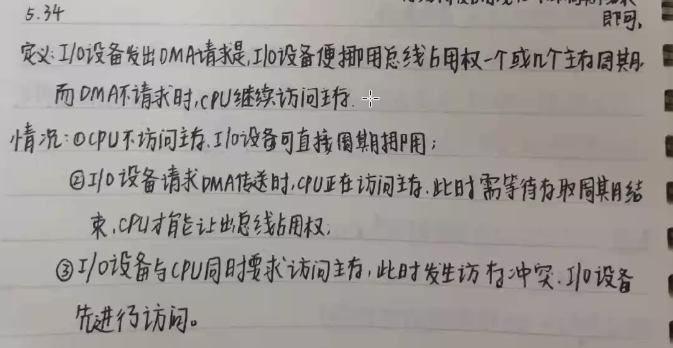 5.34
即可。
定义:I/O设备发出DMA请求是,I/O设备便挪用总线占用权一个或几个主存周期,
而DMA不请求时,CPU继续访问主存.
情况:①CPU不访问主存.I/O设备可直接周期挪用;
②I/O设备请求DMA传送时,CPU正在访问主存.此时需等待存取周期结
束,CPU才能让出总线占用权.
③I/O设备与CPU同时要求访问主存,此时发生访存冲突.I/O设备
先进行访问。